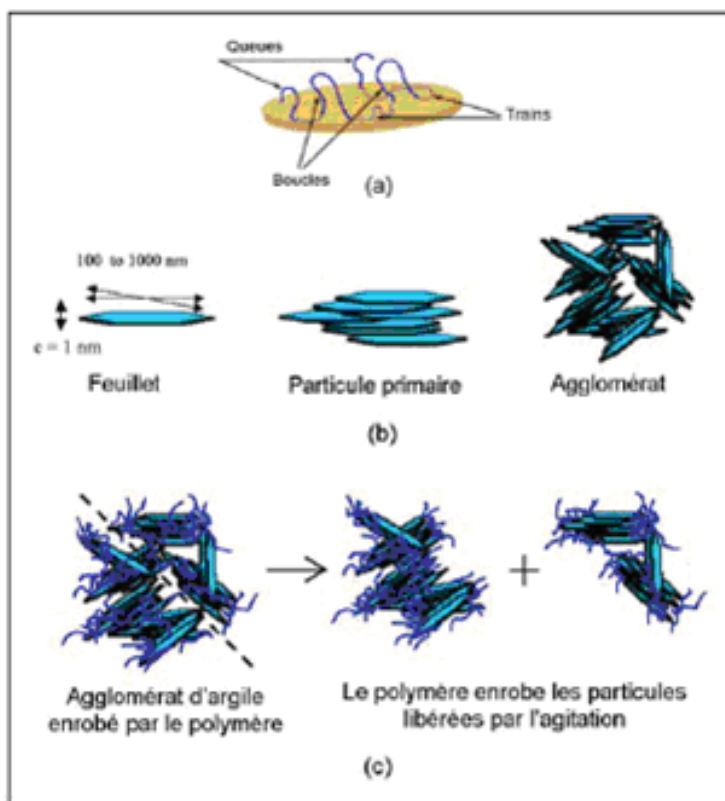 Queues
Trains
Boucles
(a)
100 to 1000 nm
e = 1 nm
Feuillet
Particule primaire
Agglomérat
(b)
+
Agglomérat d'argile
enrobé par le polymère
Le polymère enrobe les particules
libérées par l'agitation
(c)